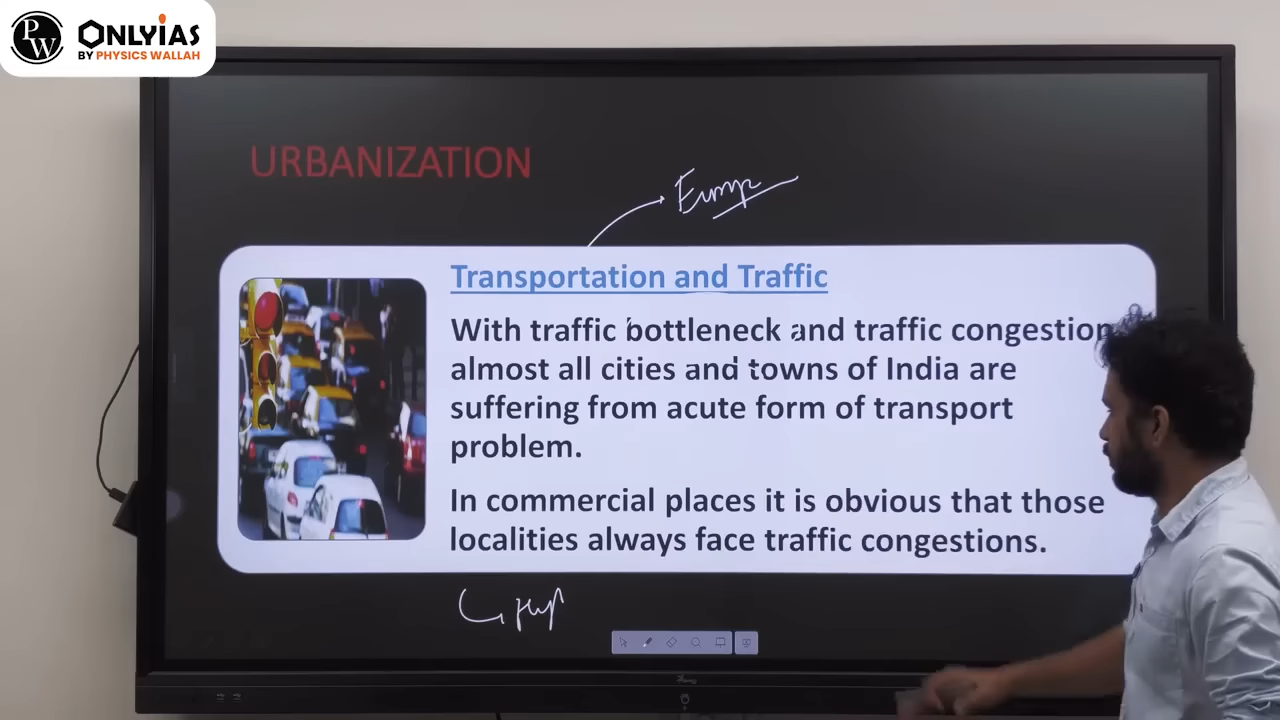 PW
ONLYIAS
BY PHYSICS WALLAH
URBANIZATION
Transportation and Traffic
With traffic bottleneck and traffic congestion
almost all cities and towns of India are
suffering from acute form of transport
problem.
In commercial places it is obvious that those
localities always face traffic congestions.